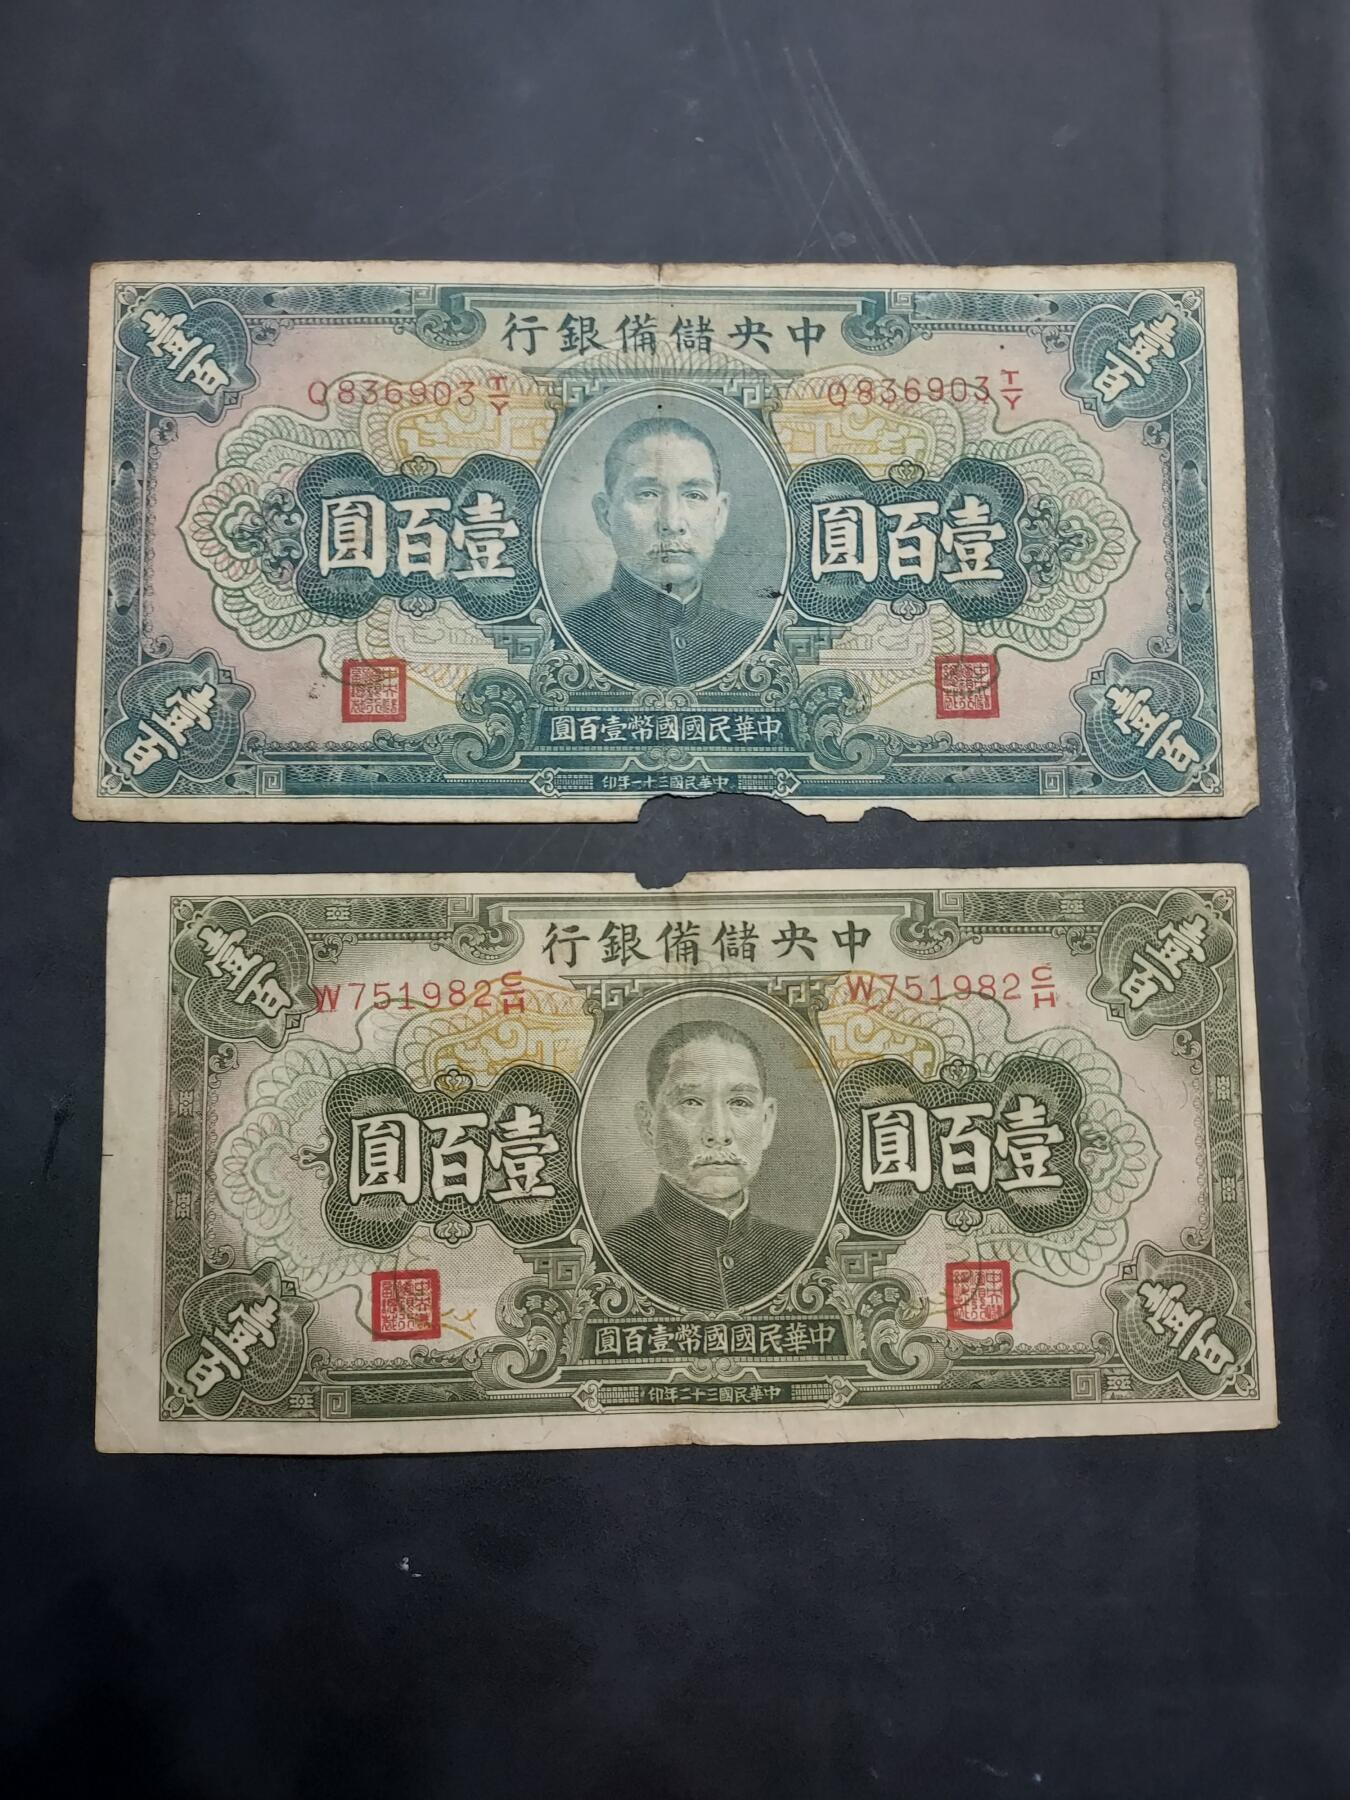 中央儲備銀行
壹百
壹百
Q836903 T/Y
Q836903 T/Y
壹百圓
壹百圓
中華民國國幣壹百圓
壹百
壹百
中華民國三十一年印
中央儲備銀行
壹百
壹百
W751982 C/H
W751982 C/H
壹百圓
壹百圓
中華民國國幣壹百圓
壹百
壹百
中華民國三十二年印